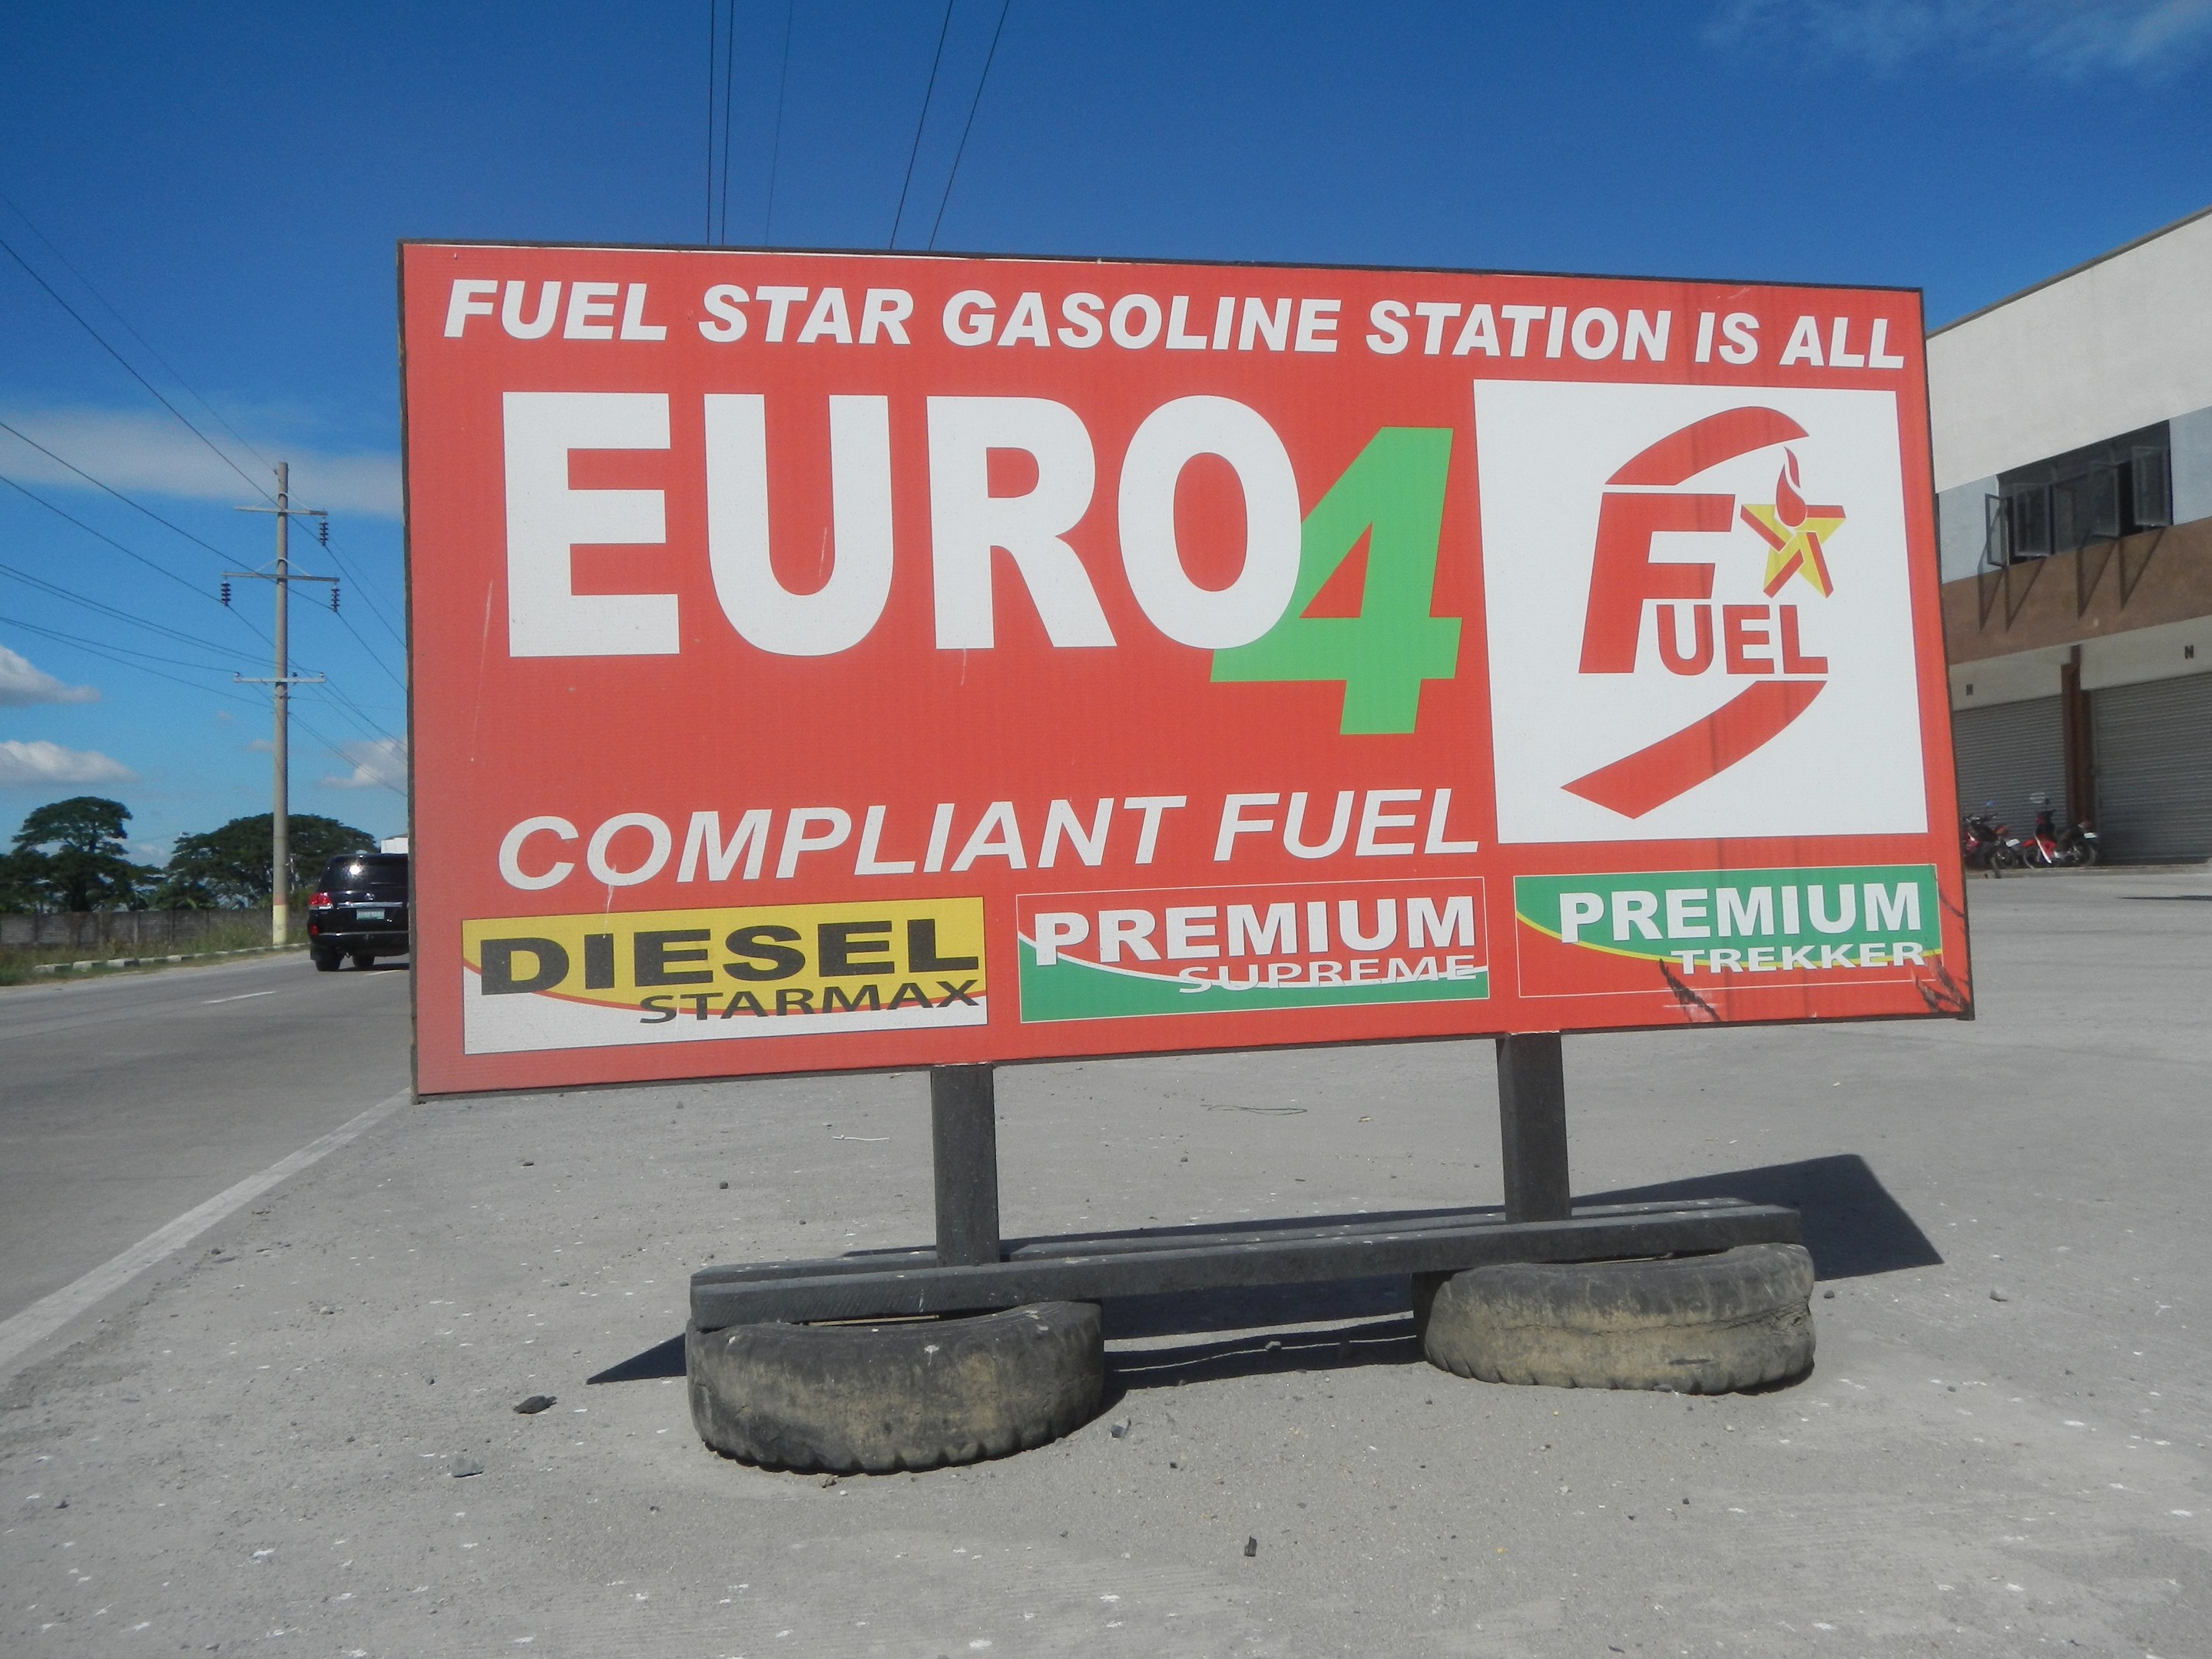 FUEL STAR GASOLINE STATION IS ALL
EURO4
COMPLIANT FUEL
FUEL
DIESEL
STARMAX
PREMIUM
SUPREME
PREMIUM
TREKKER